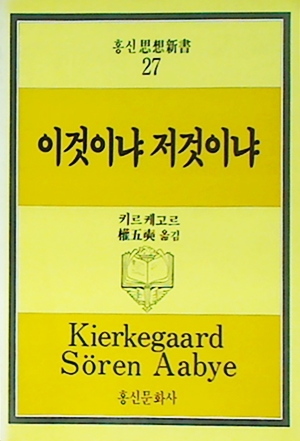 홍신 思想新書
27
이것이냐 저것이냐
키르케고르
權五奭 옮김
Kierkegaard
Sören Aabye
홍신문화사